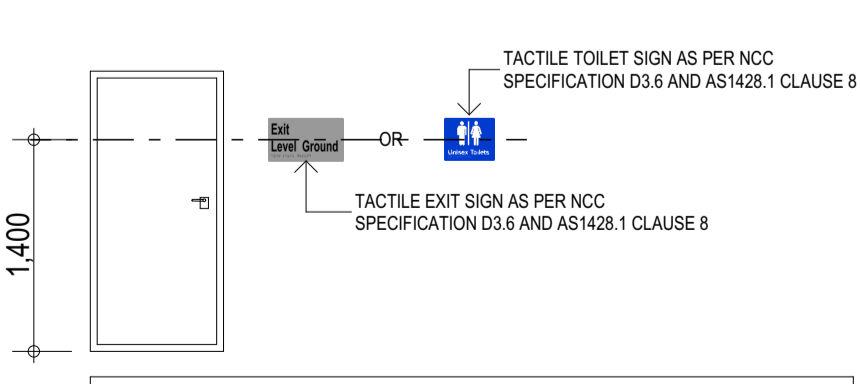 TACTILE TOILET SIGN AS PER NCC
SPECIFICATION D3.6 AND AS1428.1 CLAUSE 8
Exit
Level Ground
OR
Unisex Toilets
TACTILE EXIT SIGN AS PER NCC
SPECIFICATION D3.6 AND AS1428.1 CLAUSE 8
1,400